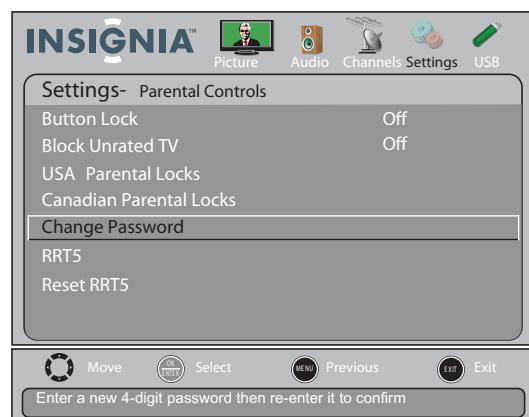 INSIGNIA™
Picture Audio Channels Settings USB
Settings- Parental Controls
Button Lock Off
Block Unrated TV Off
USA Parental Locks
Canadian Parental Locks
Change Password
RRT5
Reset RRT5
Move OK ENTER Select MENU Previous EXIT Exit
Enter a new 4-digit password then re-enter it to confirm